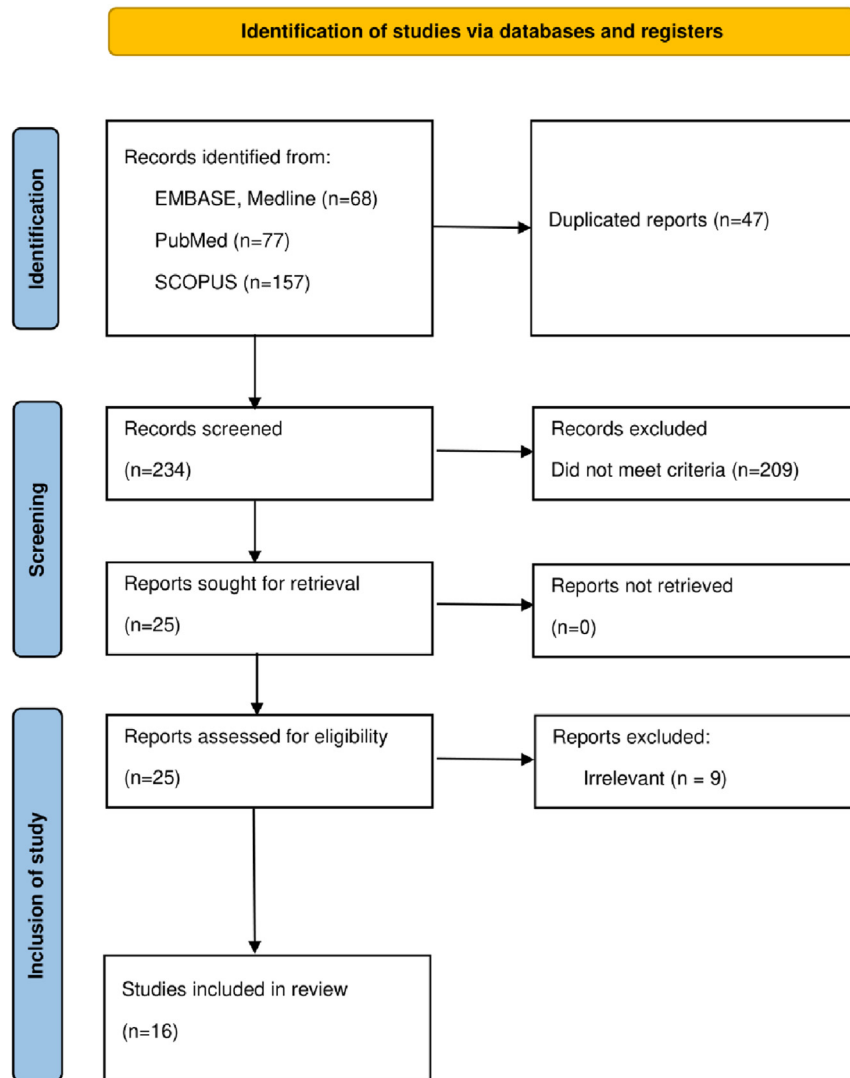 Identification of studies via databases and registers
Identification
Records identified from:
EMBASE, Medline (n=68)
PubMed (n=77)
SCOPUS (n=157)
Duplicated reports (n=47)
Screening
Records screened
(n=234)
Records excluded
Did not meet criteria (n=209)
Reports sought for retrieval
(n=25)
Reports not retrieved
(n=0)
Inclusion of study
Reports assessed for eligibility
(n=25)
Reports excluded:
Irrelevant (n = 9)
Studies included in review
(n=16)